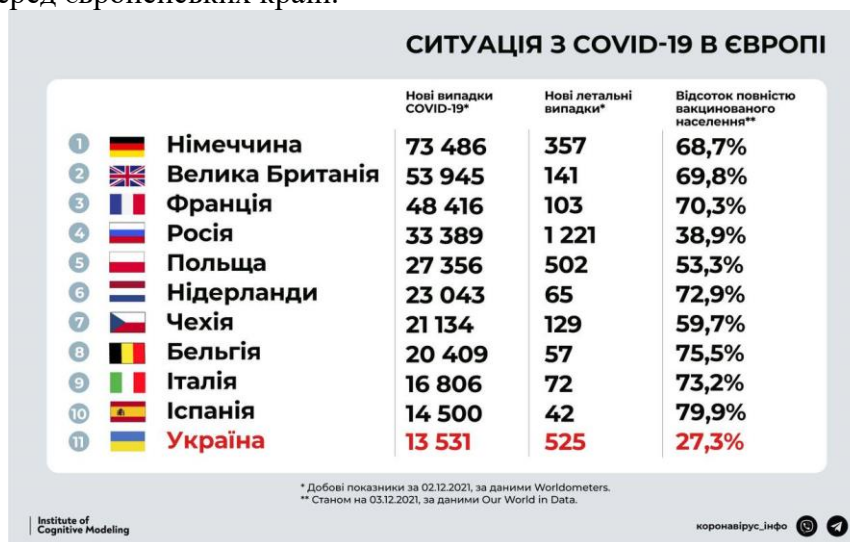 серед європейських країн.
СИТУАЦІЯ З COVID-19 В ЄВРОПІ
Нові випадки COVID-19* Нові летальні випадки* Відсоток повністю вакцинованого населення**
1 Німеччина 73 486 357 68,7%
2 Велика Британія 53 945 141 69,8%
3 Франція 48 416 103 70,3%
4 Росія 33 389 1 221 38,9%
5 Польща 27 356 502 53,3%
6 Нідерланди 23 043 65 72,9%
7 Чехія 21 134 129 59,7%
8 Бельгія 20 409 57 75,5%
9 Італія 16 806 72 73,2%
10 Іспанія 14 500 42 79,9%
11 Україна 13 531 525 27,3%
* Добові показники за 02.12.2021, за даними Worldometers.
** Станом на 03.12.2021, за даними Our World in Data.
Institute of
Cognitive Modeling
коронавірус_інфо